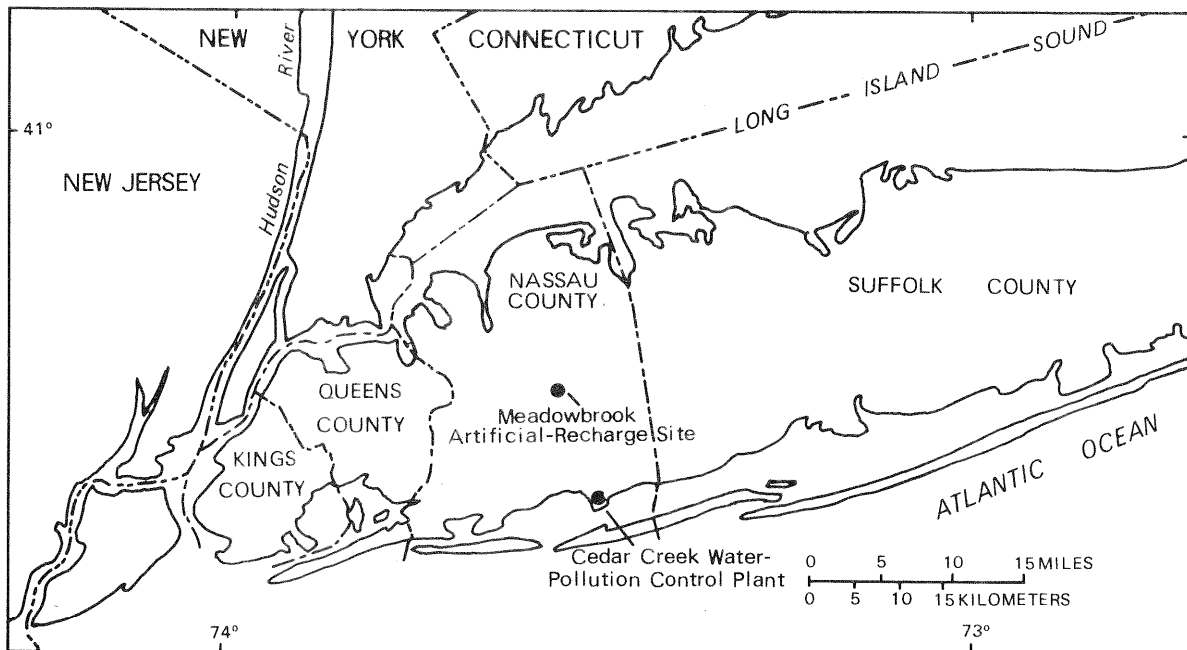 NEW YORK CONNECTICUT
River
Hudson
SOUND
ISLAND
LONG
41°
NEW JERSEY
NASSAU
COUNTY
SUFFOLK COUNTY
QUEENS
COUNTY
Meadowbrook
Artificial-Recharge Site
KINGS
COUNTY
ATLANTIC OCEAN
Cedar Creek Water-
Pollution Control Plant
0 5 10 15 MILES
0 5 10 15 KILOMETERS
74°
73°